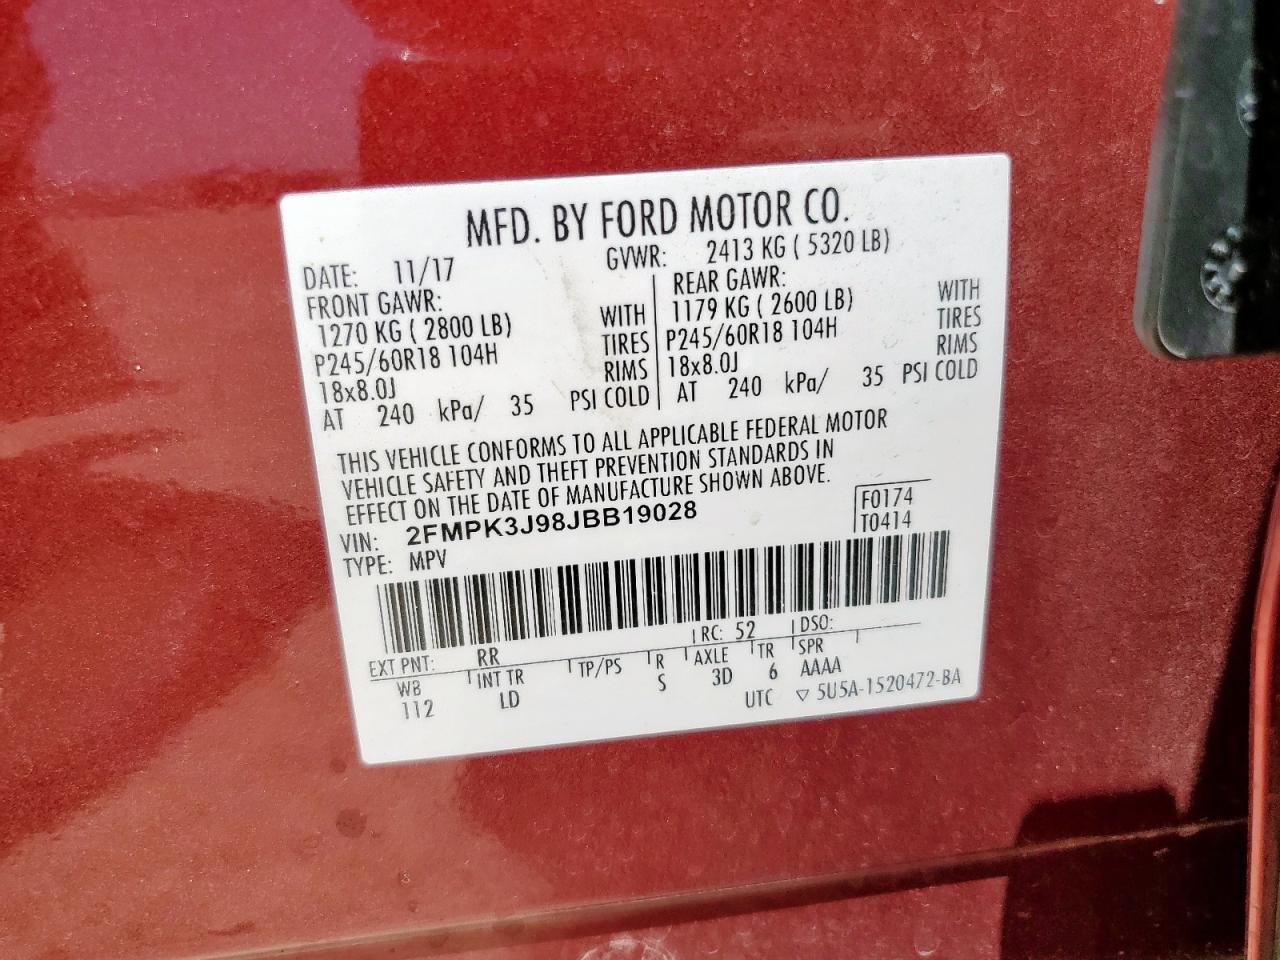 MFD. BY FORD MOTOR CO.
DATE: 11/17 GVWR: 2413 KG ( 5320 LB)
FRONT GAWR: REAR GAWR:
1270 KG ( 2800 LB) WITH 1179 KG ( 2600 LB) WITH
P245/60R18 104H TIRES P245/60R18 104H TIRES
18x8.0J RIMS 18x8.0J RIMS
AT 240 kPa/ 35 PSI COLD AT 240 kPa/ 35 PSI COLD
THIS VEHICLE CONFORMS TO ALL APPLICABLE FEDERAL MOTOR
VEHICLE SAFETY AND THEFT PREVENTION STANDARDS IN
EFFECT ON THE DATE OF MANUFACTURE SHOWN ABOVE.
VIN: 2FMPK3J98JBB19028 F0174
TYPE: MPV T0414
EXT PNT: RR RC: 52 DSO:
WB INT TR TP/PS R AXLE TR SPR
112 LD S 3D 6 AAAA
UTC ▽ 5U5A-1520472-BA